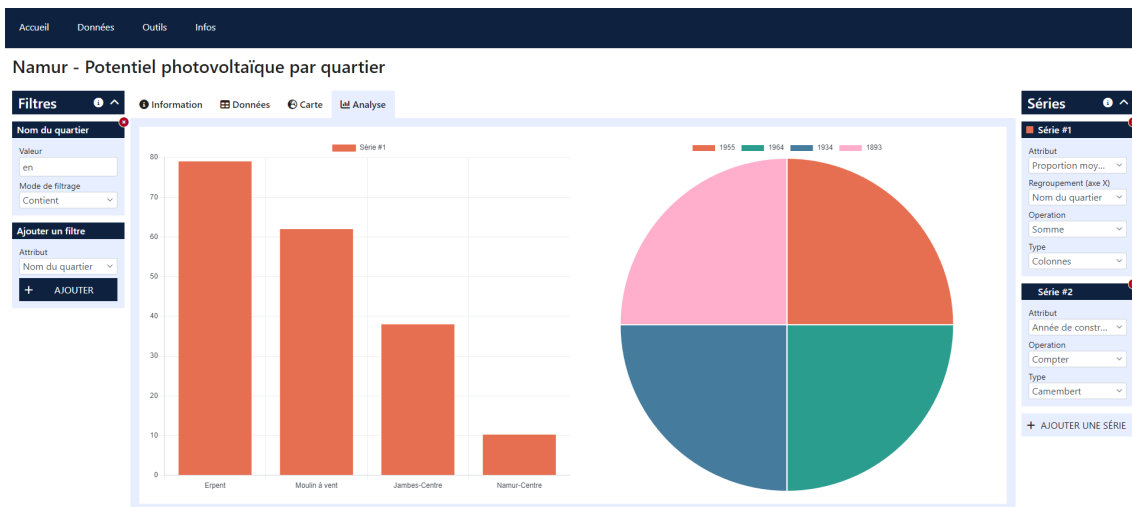 Accueil Données Outils Infos
Namur - Potentiel photovoltaïque par quartier
Filtres
Nom du quartier
Valeur
en
Mode de filtrage
Contient
Ajouter un filtre
Attribut
Nom du quartier
+ AJOUTER
Information Données Carte Analyse
Série #1
80
70
60
50
40
30
20
10
0
Erpent Moulin à vent Jambes-Centre Namur-Centre
1955 1964 1934 1893
Séries
Série #1
Attribut
Proportion moy...
Regroupement (axe X)
Nom du quartier
Operation
Somme
Type
Colonnes
Série #2
Attribut
Année de constr...
Operation
Compter
Type
Camembert
+ AJOUTER UNE SÉRIE